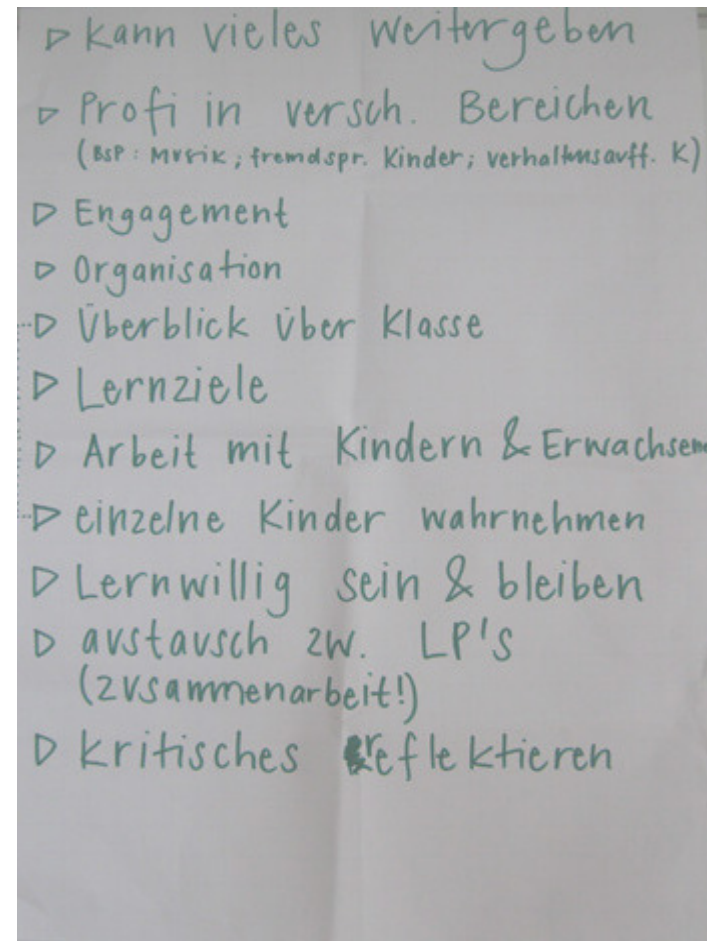 ▷ kann vieles weitergeben
▷ Profi in versch. Bereichen
(BSP: Musik; fremdspr. Kinder; verhaltensauff. K)
▷ Engagement
▷ Organisation
▷ Überblick über Klasse
▷ Lernziele
▷ Arbeit mit Kindern & Erwachsene
▷ einzelne Kinder wahrnehmen
▷ Lernwillig sein & bleiben
▷ austausch zw. LP's
(zusammenarbeit!)
▷ kritisches reflektieren